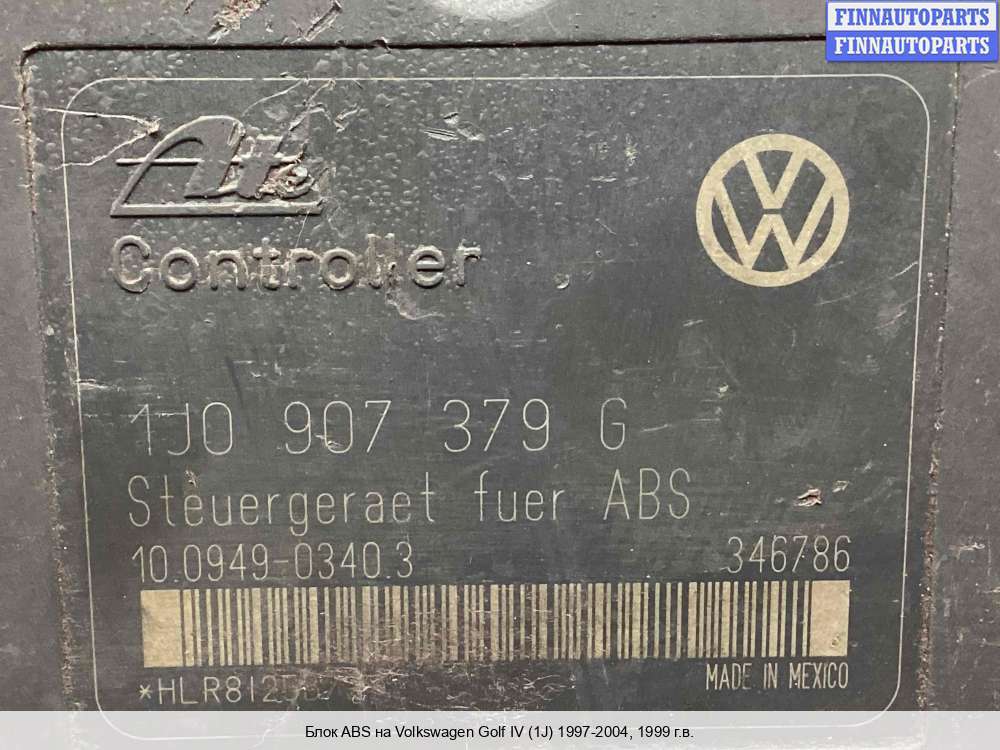 FINNAUTOPARTS
FINNAUTOPARTS
Ate
Controller
1J0 907 379 G
Steuergeraet fuer ABS
10.0949-0340.3 346786
MADE IN MEXICO
Блок ABS на Volkswagen Golf IV (1J) 1997-2004, 1999 г.в.